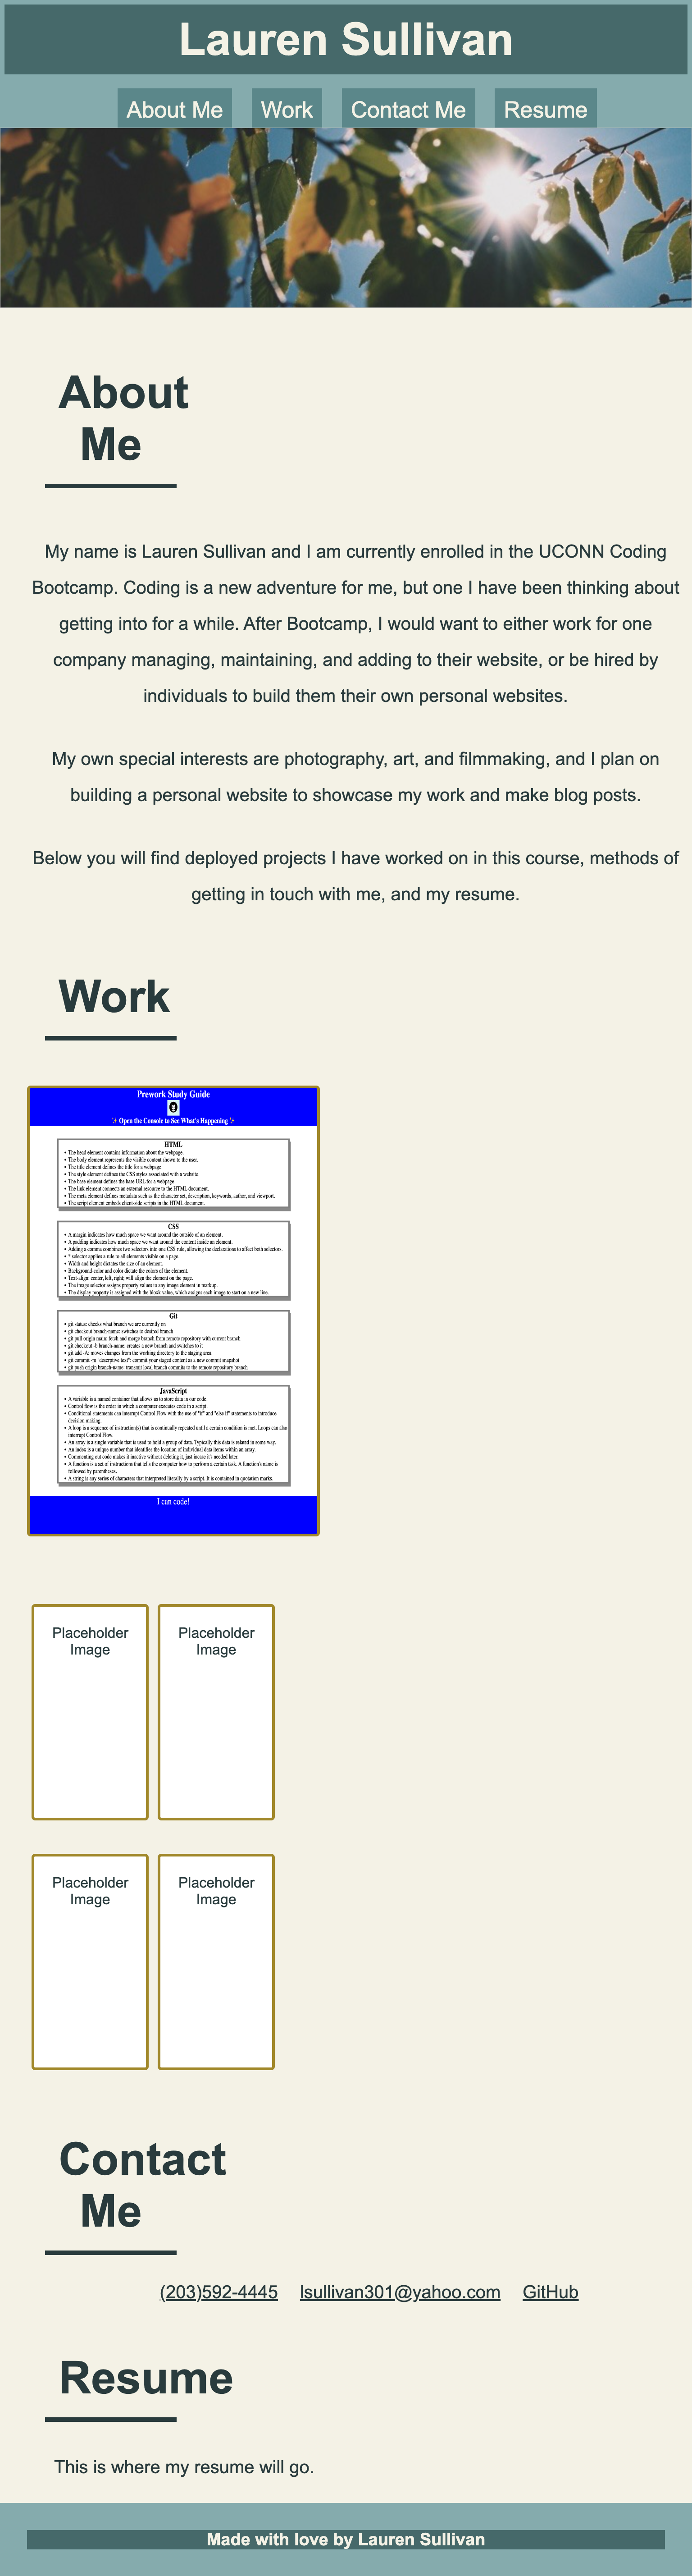 Lauren Sullivan
About Me
Work
Contact Me
Resume
About
Me
My name is Lauren Sullivan and I am currently enrolled in the UCONN Coding
Bootcamp. Coding is a new adventure for me, but one I have been thinking about
getting into for a while. After Bootcamp, I would want to either work for one
company managing, maintaining, and adding to their website, or be hired by
individuals to build them their own personal websites.
My own special interests are photography, art, and filmmaking, and I plan on
building a personal website to showcase my work and make blog posts.
Below you will find deployed projects I have worked on in this course, methods of
getting in touch with me, and my resume.
Work
Prework Study Guide
✨ Open the Console to See What's Happening ✨
HTML
• The head element contains information about the webpage.
• The body element represents the visible content shown to the user.
• The title element defines the title for a webpage.
• The style element defines the CSS styles associated with a website.
• The base element defines the base URL for a webpage.
• The link element connects an external resource to the HTML document.
• The meta element defines metadata such as the character set, description, keywords, author, and viewport.
• The script element embeds client-side scripts in the HTML document.
CSS
• A margin indicates how much space we want around the outside of an element.
• A padding indicates how much space we want around the content inside an element.
• Adding a comma combines two selectors into one CSS rule, allowing the declarations to affect both selectors.
• * selector applies a rule to all elements visible on a page.
• Width and height dictates the size of an element.
• Background-color and color dictate the colors of the element.
• Text-align: center, left, right; will align the element on the page.
• The image selector assigns property values to any image element in markup.
• The display property is assigned with the block value, which assigns each image to start on a new line.
Git
• git status: checks what branch we are currently on
• git checkout branch-name: switches to desired branch
• git pull origin main: fetch and merge branch from remote repository with current branch
• git checkout -b branch-name: creates a new branch and switches to it
• git add -A: moves changes from the working directory to the staging area
• git commit -m "descriptive text": commit your staged content as a new commit snapshot
• git push origin branch-name: transmit local branch commits to the remote repository branch
JavaScript
• A variable is a named container that allows us to store data in our code.
• Control flow is the order in which a computer executes code in a script.
• Conditional statements can interrupt Control Flow with the use of "if" and "else if" statements to introduce
decision making.
• A loop is a sequence of instruction(s) that is continually repeated until a certain condition is met. Loops can also
interrupt Control Flow.
• An array is a single variable that is used to hold a group of data. Typically this data is related in some way.
• An index is a unique number that identifies the location of individual data items within an array.
• Commenting out code makes it inactive without deleting it, just incase it's needed later.
• A function is a set of instructions that tells the computer how to perform a certain task. A function's name is
followed by parentheses.
• A string is any series of characters that interpreted literally by a script. It is contained in quotation marks.
I can code!
Placeholder
Image
Placeholder
Image
Placeholder
Image
Placeholder
Image
Contact
Me
(203)592-4445
lsullivan301@yahoo.com
GitHub
Resume
This is where my resume will go.
Made with love by Lauren Sullivan